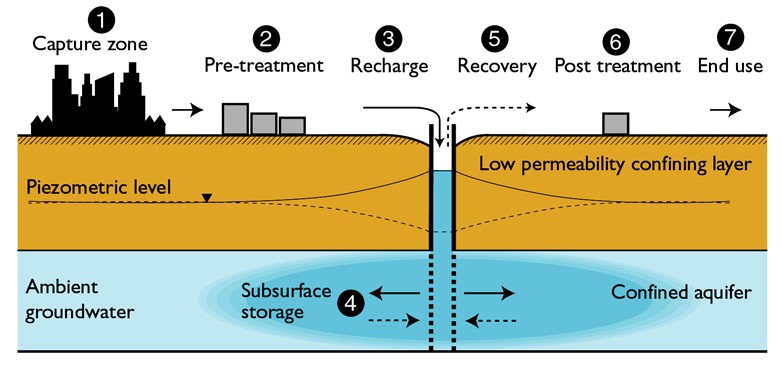 1
Capture zone
2
Pre-treatment
3
Recharge
5
Recovery
6
Post treatment
7
End use
Low permeability confining layer
Piezometric level
Ambient
groundwater
Subsurface
storage
4
Confined aquifer